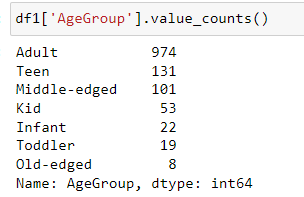 df1['AgeGroup'].value_counts()
Adult 974
Teen 131
Middle-edged 101
Kid 53
Infant 22
Toddler 19
Old-edged 8
Name: AgeGroup, dtype: int64